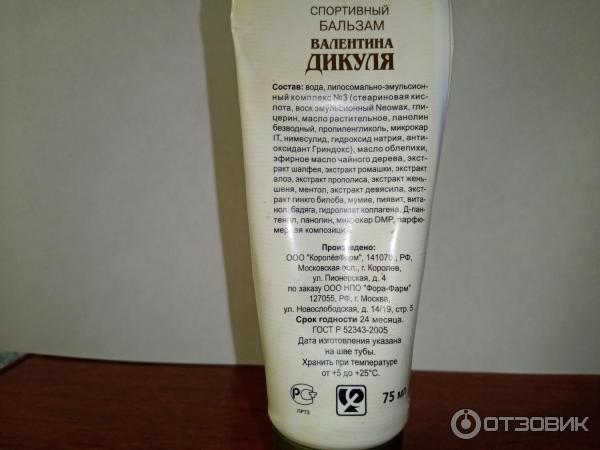 СПОРТИВНЫЙ
БАЛЬЗАМ
ВАЛЕНТИНА
ДИКУЛЯ
Состав: вода, липосомально-эмульсион-
ный комплекс №3 (стеариновая кис-
лота, воск эмульсионный Neowax, гли-
церин, масло растительное, ланолин
безводный, пропиленгликоль, микрокар
IT, нимесулид, гидроксид натрия, анти-
оксидант Гриндокс), масло облепихи,
эфирное масло чайного дерева, экст-
ракт шалфея, экстракт ромашки, экстракт
алоэ, экстракт прополиса, экстракт жень-
шеня, ментол, экстракт девясила, экст-
ракт гинко билоба, мумие, пиявит, вита-
нол, бадяга, гидролизат коллагена, Д-пан-
тенол, ланолин, микрокар DMP, парфю-
мерная композиция.
Произведено:
ООО "КоролёвФарм", 141070, РФ,
Московская обл., г. Королев,
ул. Пионерская, д. 4
по заказу ООО НПО "Фора-Фарм"
127055, РФ, г. Москва,
ул. Новослободская, д. 14/19, стр. 5
Срок годности 24 месяца.
ГОСТ Р 52343-2005
Дата изготовления указана
на шве тубы.
Хранить при температуре
от +5 до +25°С.
ПР73
75 мл
ОТЗОВИК